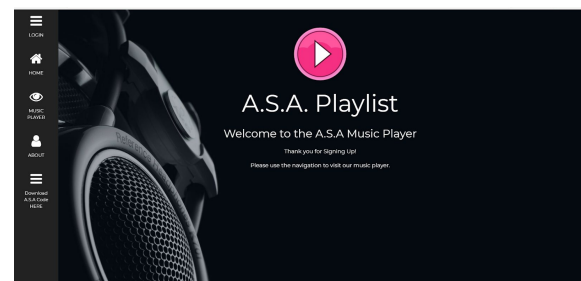 LOGIN
HOME
MUSIC
PLAYER
ABOUT
Download
A.S.A Code
HERE
A.S.A. Playlist
Welcome to the A.S.A Music Player
Thank you for Signing Up!
Please use the navigation to visit our music player.